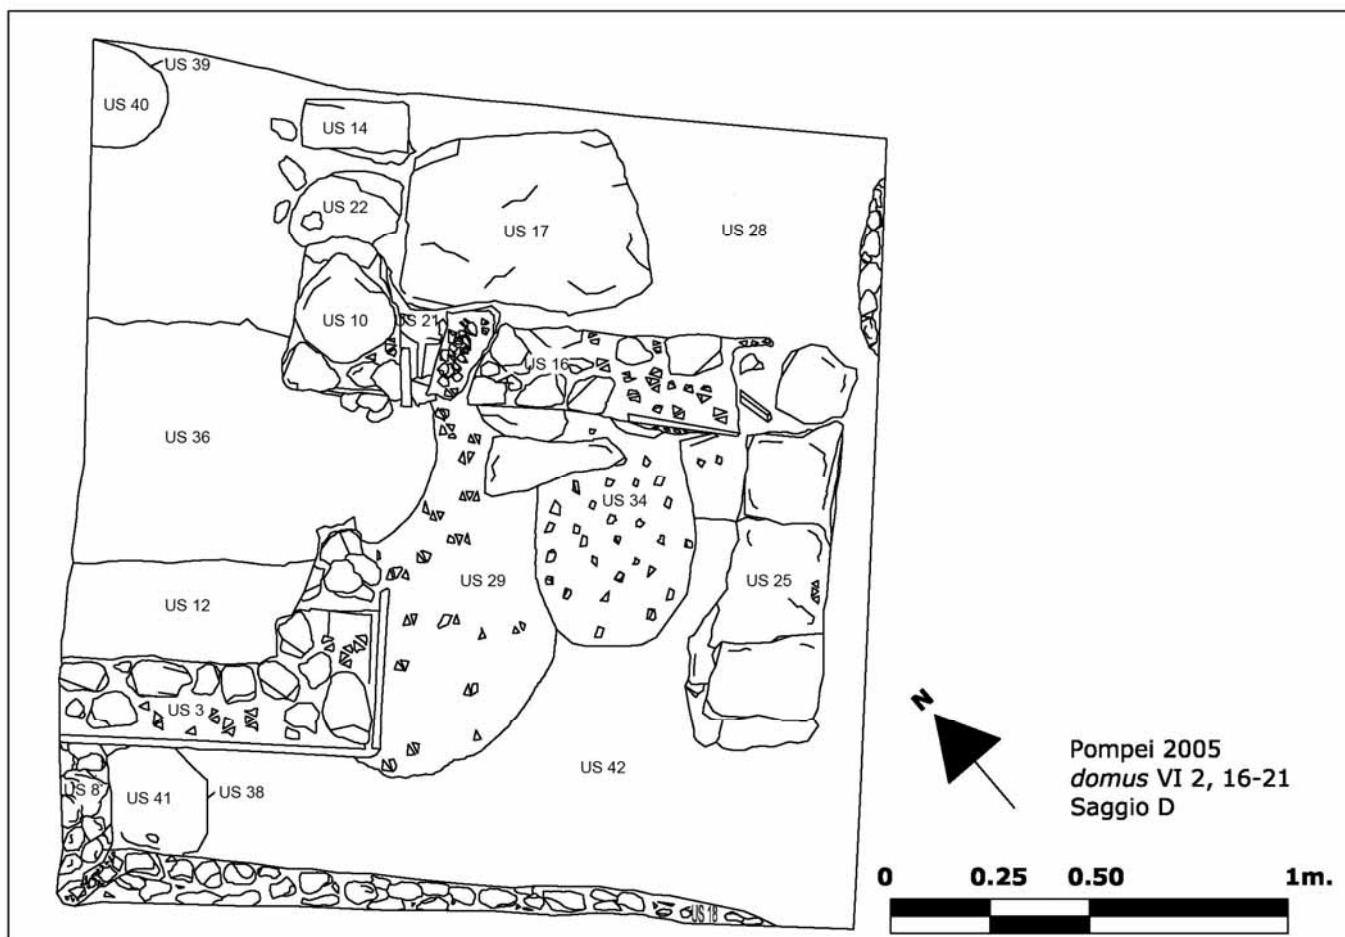 US 39
US 40
US 14
US 22
US 17
US 28
US 10
US 21
US 16
US 36
US 34
US 29
US 25
US 12
US 3
US 42
US 8
US 41
US 38
US 18
N
Pompei 2005
domus VI 2, 16-21
Saggio D
0 0.25 0.50 1m.